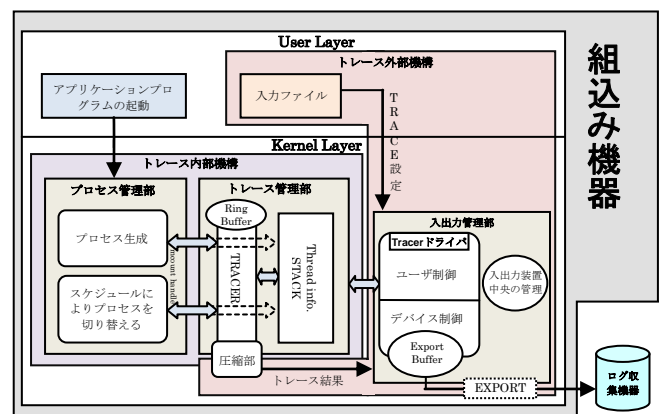 User Layer
トレース外部機構
アプリケーションプロ
グラムの起動
入力ファイル
TRACE設定
組込み機器
Kernel Layer
トレース内部機構
プロセス管理部
トレース管理部
入出力管理部
プロセス生成
スケジュールに
よりプロセスを
切り替える
Ring
Buffer
TRACER
Thread info.
STACK
圧縮部
Tracerドライバ
ユーザ制御
デバイス制御
入出力装置
中央の管理
Export
Buffer
トレース結果
EXPORT
ログ収
集機器